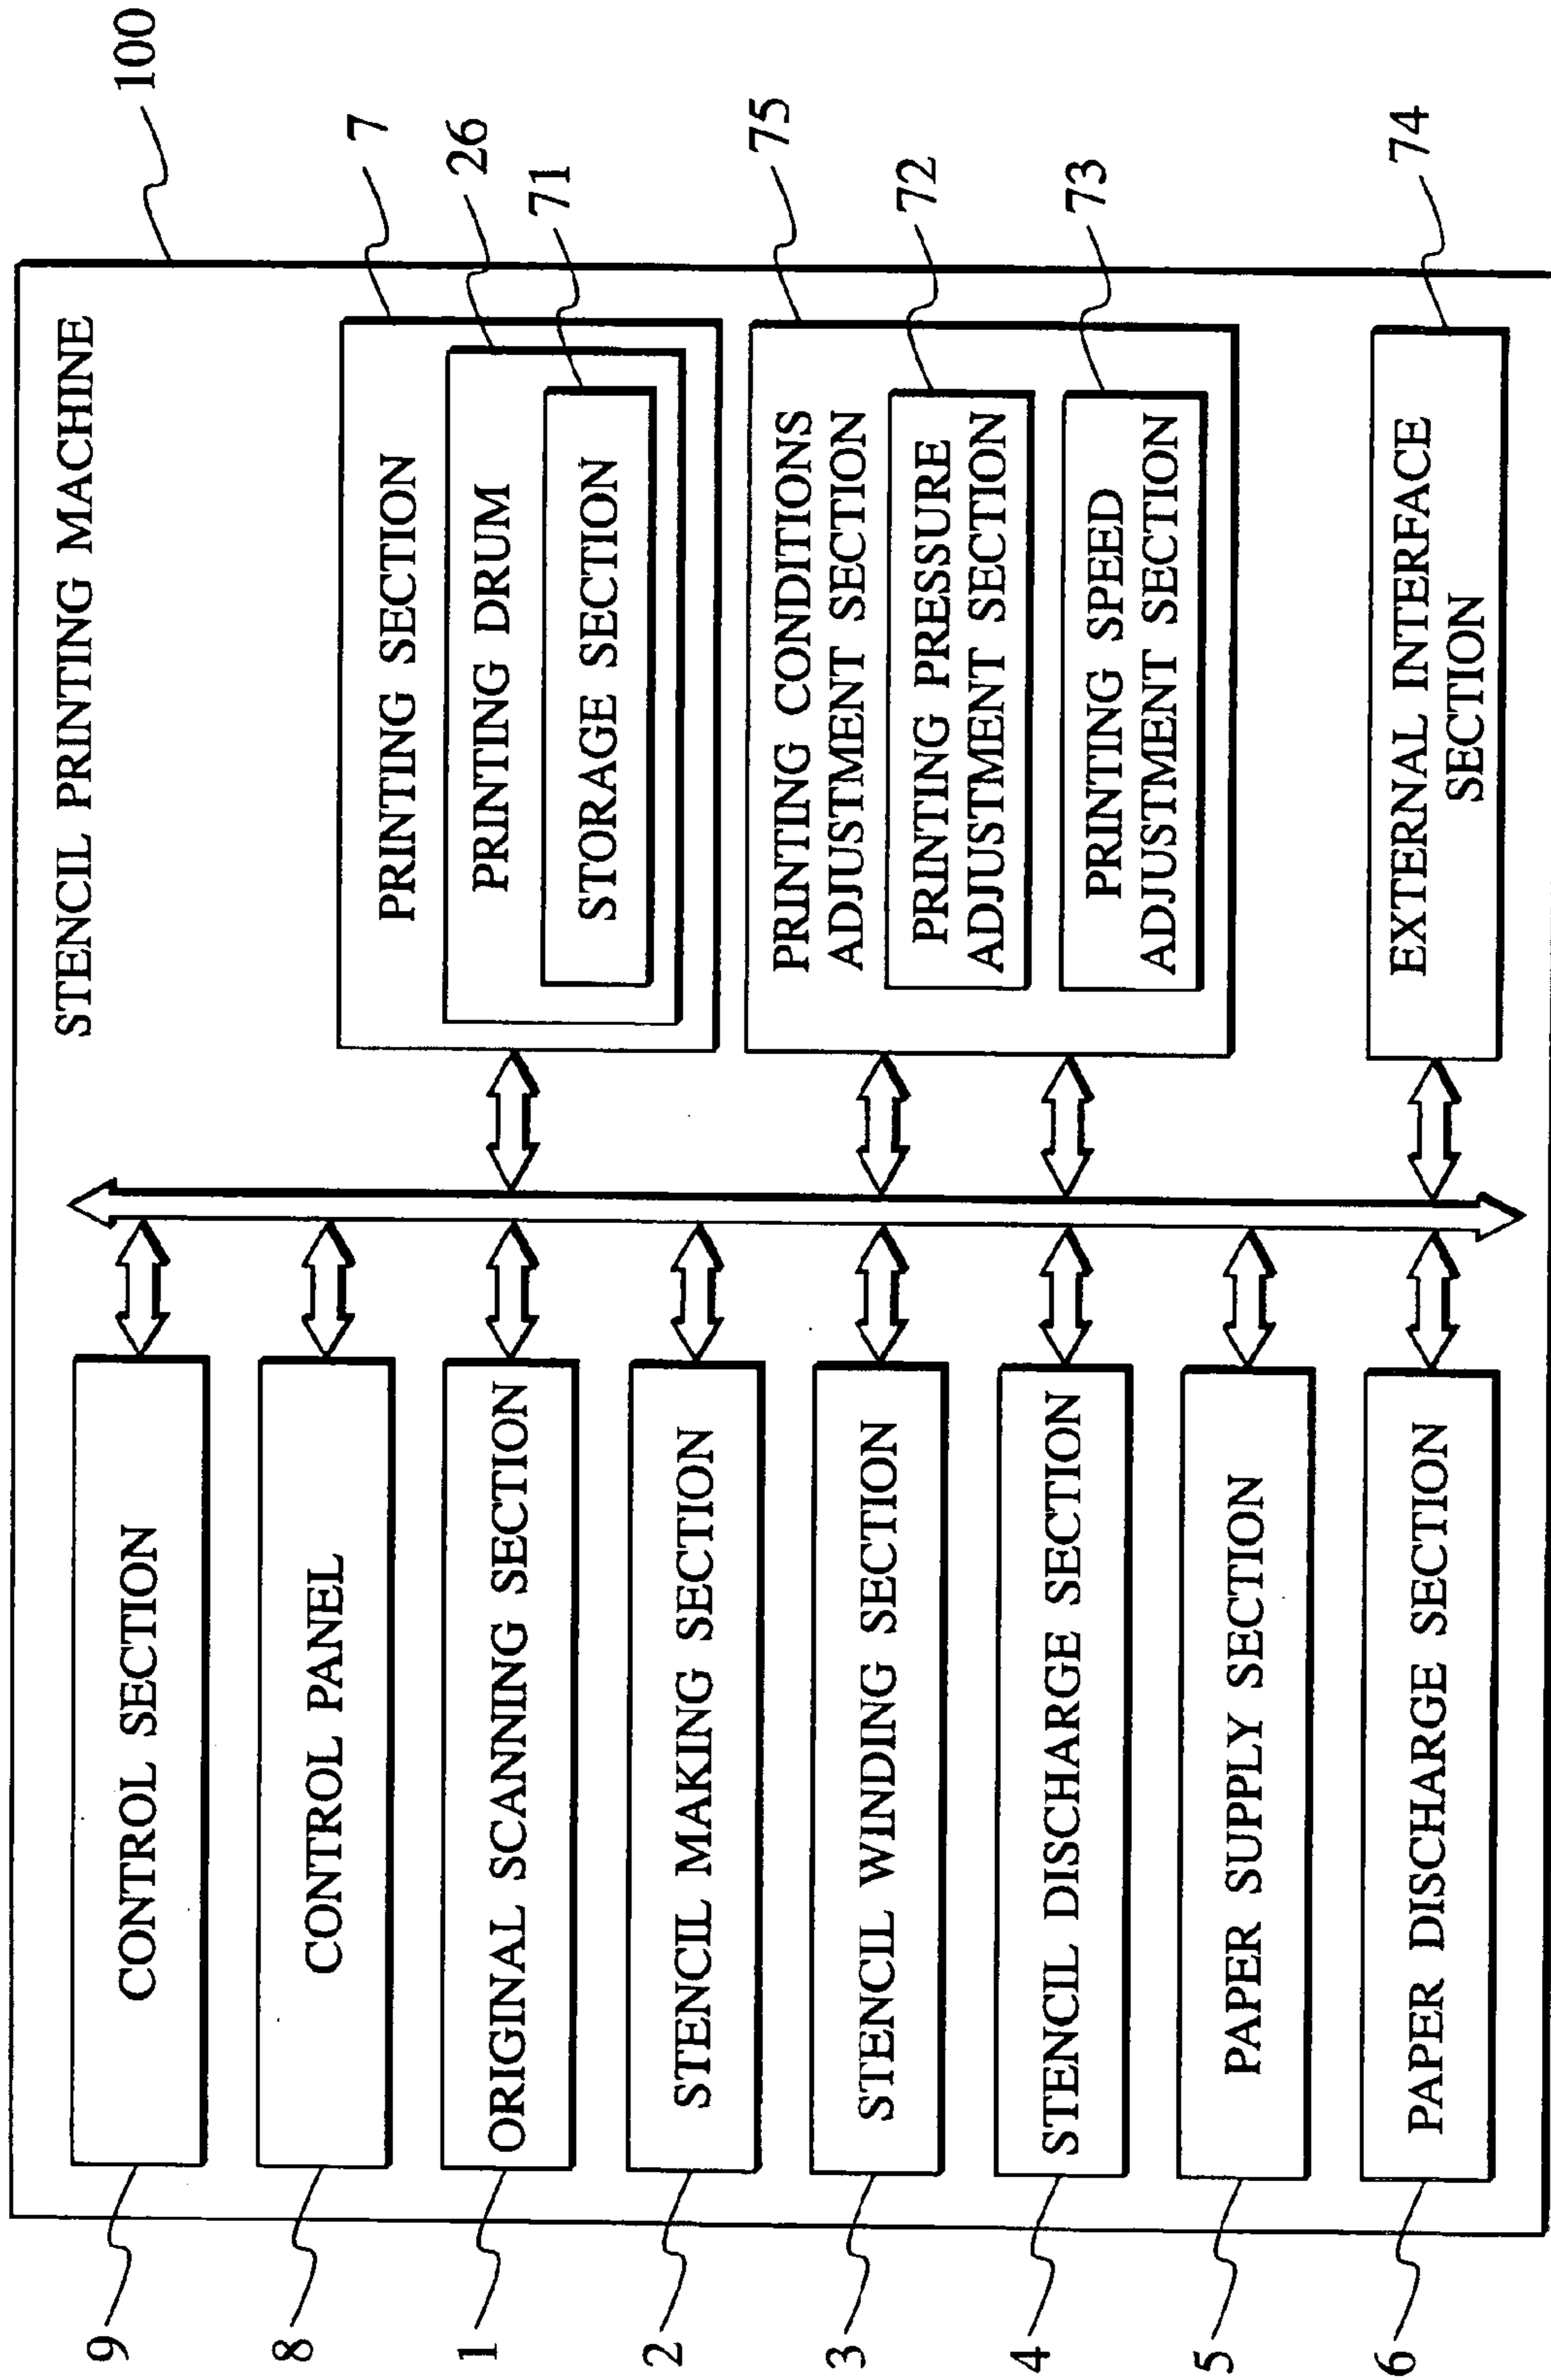 STENCIL PRINTING MACHINE
100
9
CONTROL SECTION
8
CONTROL PANEL
1
ORIGINAL SCANNING SECTION
2
STENCIL MAKING SECTION
3
STENCIL WINDING SECTION
4
STENCIL DISCHARGE SECTION
5
PAPER SUPPLY SECTION
6
PAPER DISCHARGE SECTION
PRINTING SECTION
7
PRINTING DRUM
26
STORAGE SECTION
71
PRINTING CONDITIONS
ADJUSTMENT SECTION
75
PRINTING PRESSURE
ADJUSTMENT SECTION
72
PRINTING SPEED
ADJUSTMENT SECTION
73
EXTERNAL INTERFACE
SECTION
74